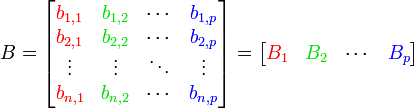 B = [ b_{1,1} b_{1,2} ⋯ b_{1,p}
b_{2,1} b_{2,2} ⋯ b_{2,p}
⋮ ⋮ ⋱ ⋮
b_{n,1} b_{n,2} ⋯ b_{n,p} ] = [ B_1 B_2 ⋯ B_p ]